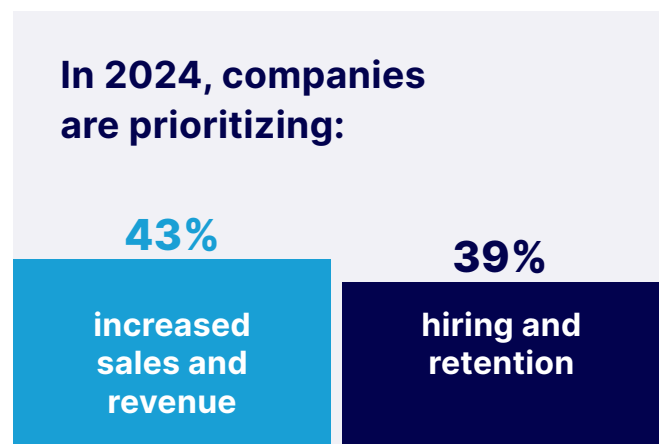 In 2024, companies
are prioritizing:
43%
increased
sales and
revenue
39%
hiring and
retention